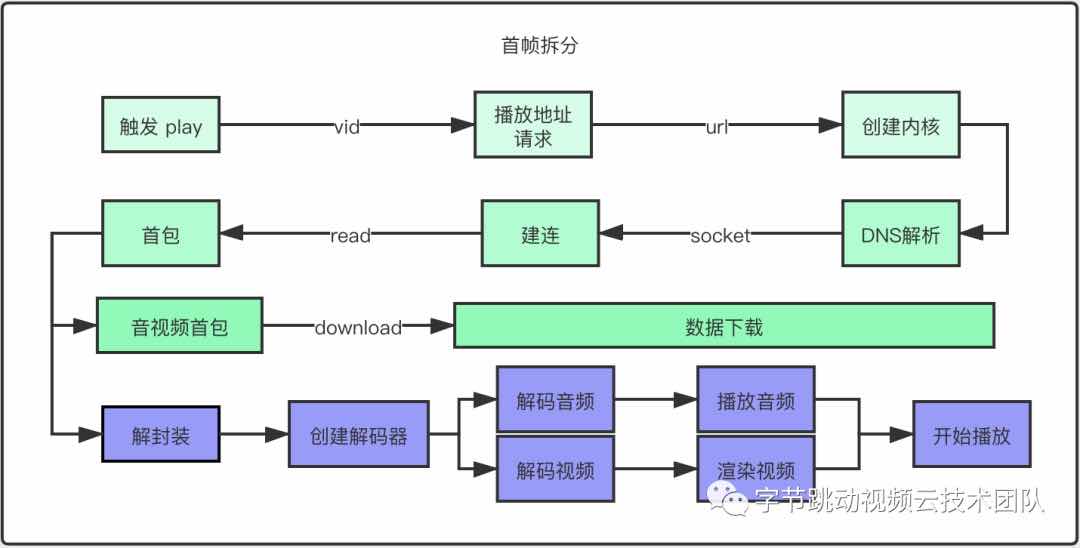 首帧拆分
触发 play
vid
播放地址
请求
url
创建内核
首包
read
建连
socket
DNS解析
音视频首包
download
数据下载
解封装
创建解码器
解码音频
播放音频
解码视频
渲染视频
开始播放
字节跳动视频云技术团队